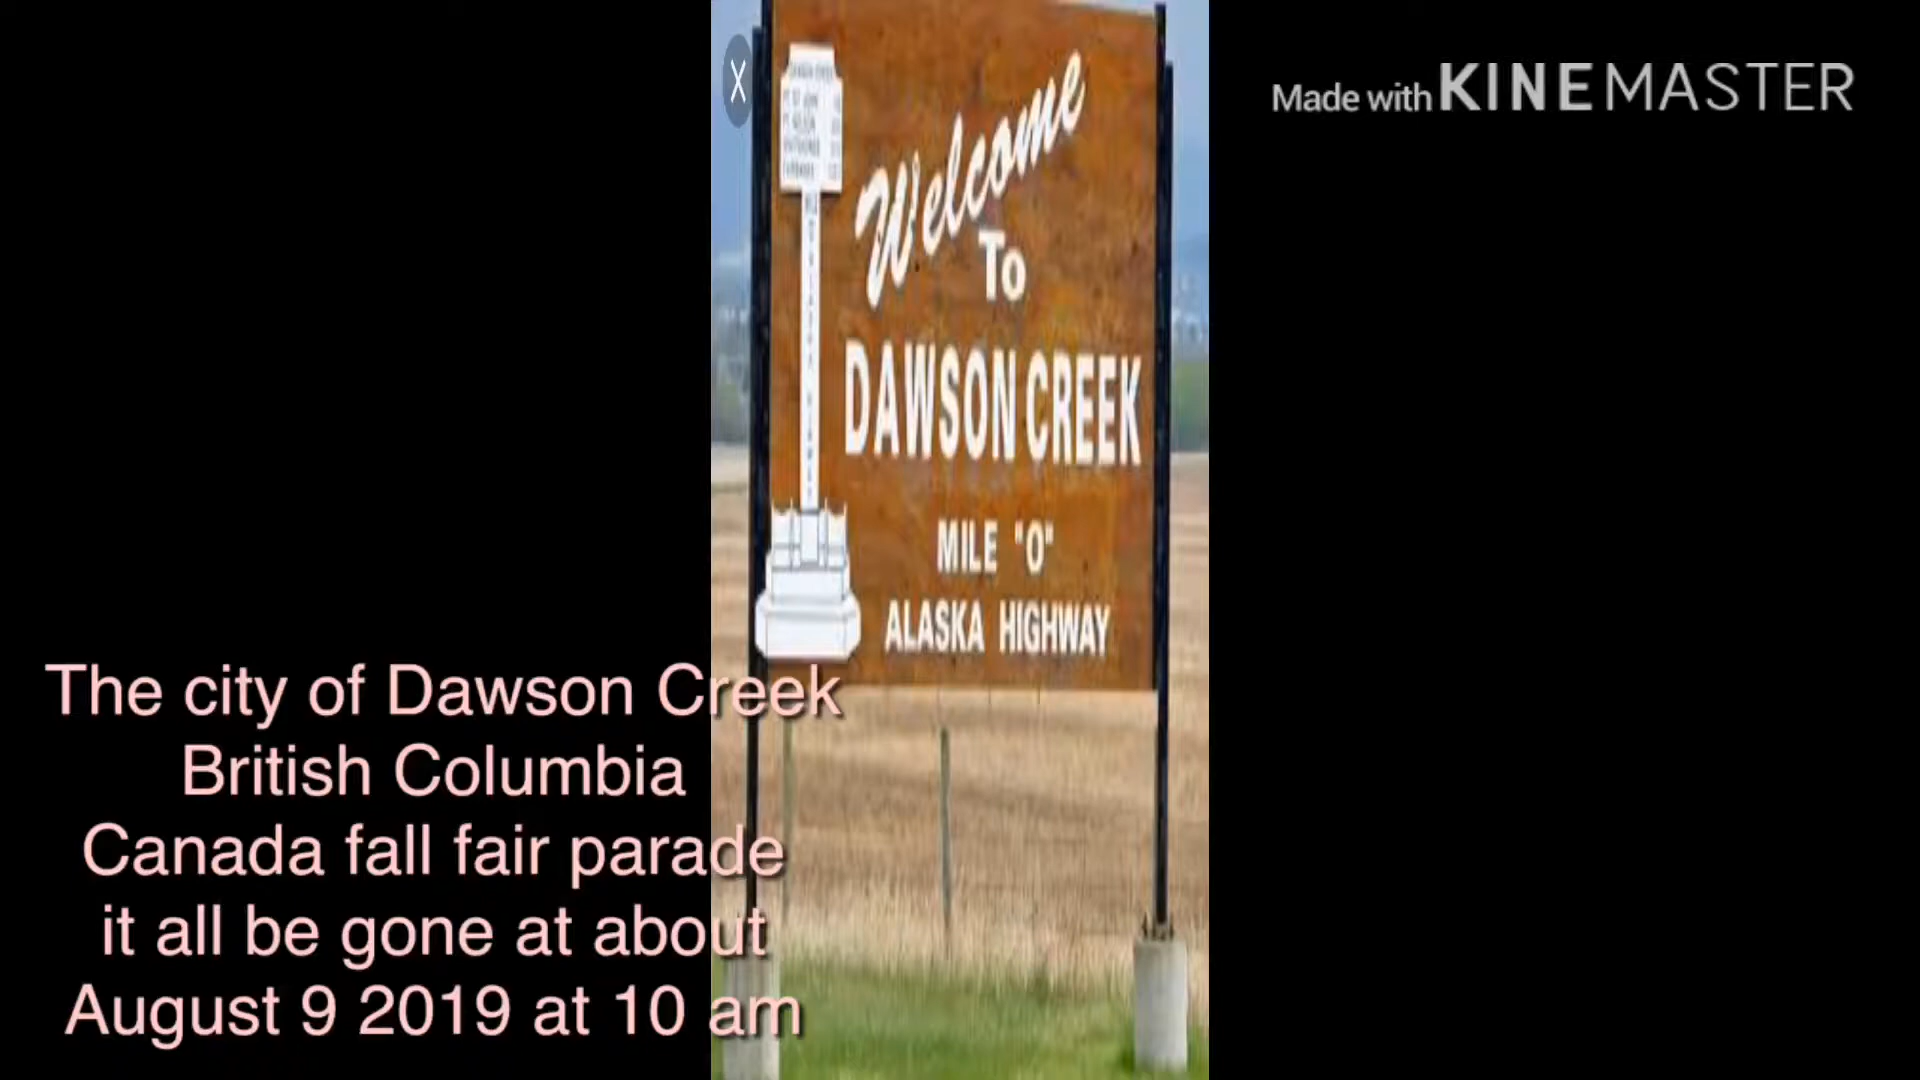 Made with KINEMASTER
X
Welcome
To
DAWSON CREEK
MILE "O"
ALASKA HIGHWAY
The city of Dawson Creek
British Columbia
Canada fall fair parade
it all be gone at about
August 9 2019 at 10 am